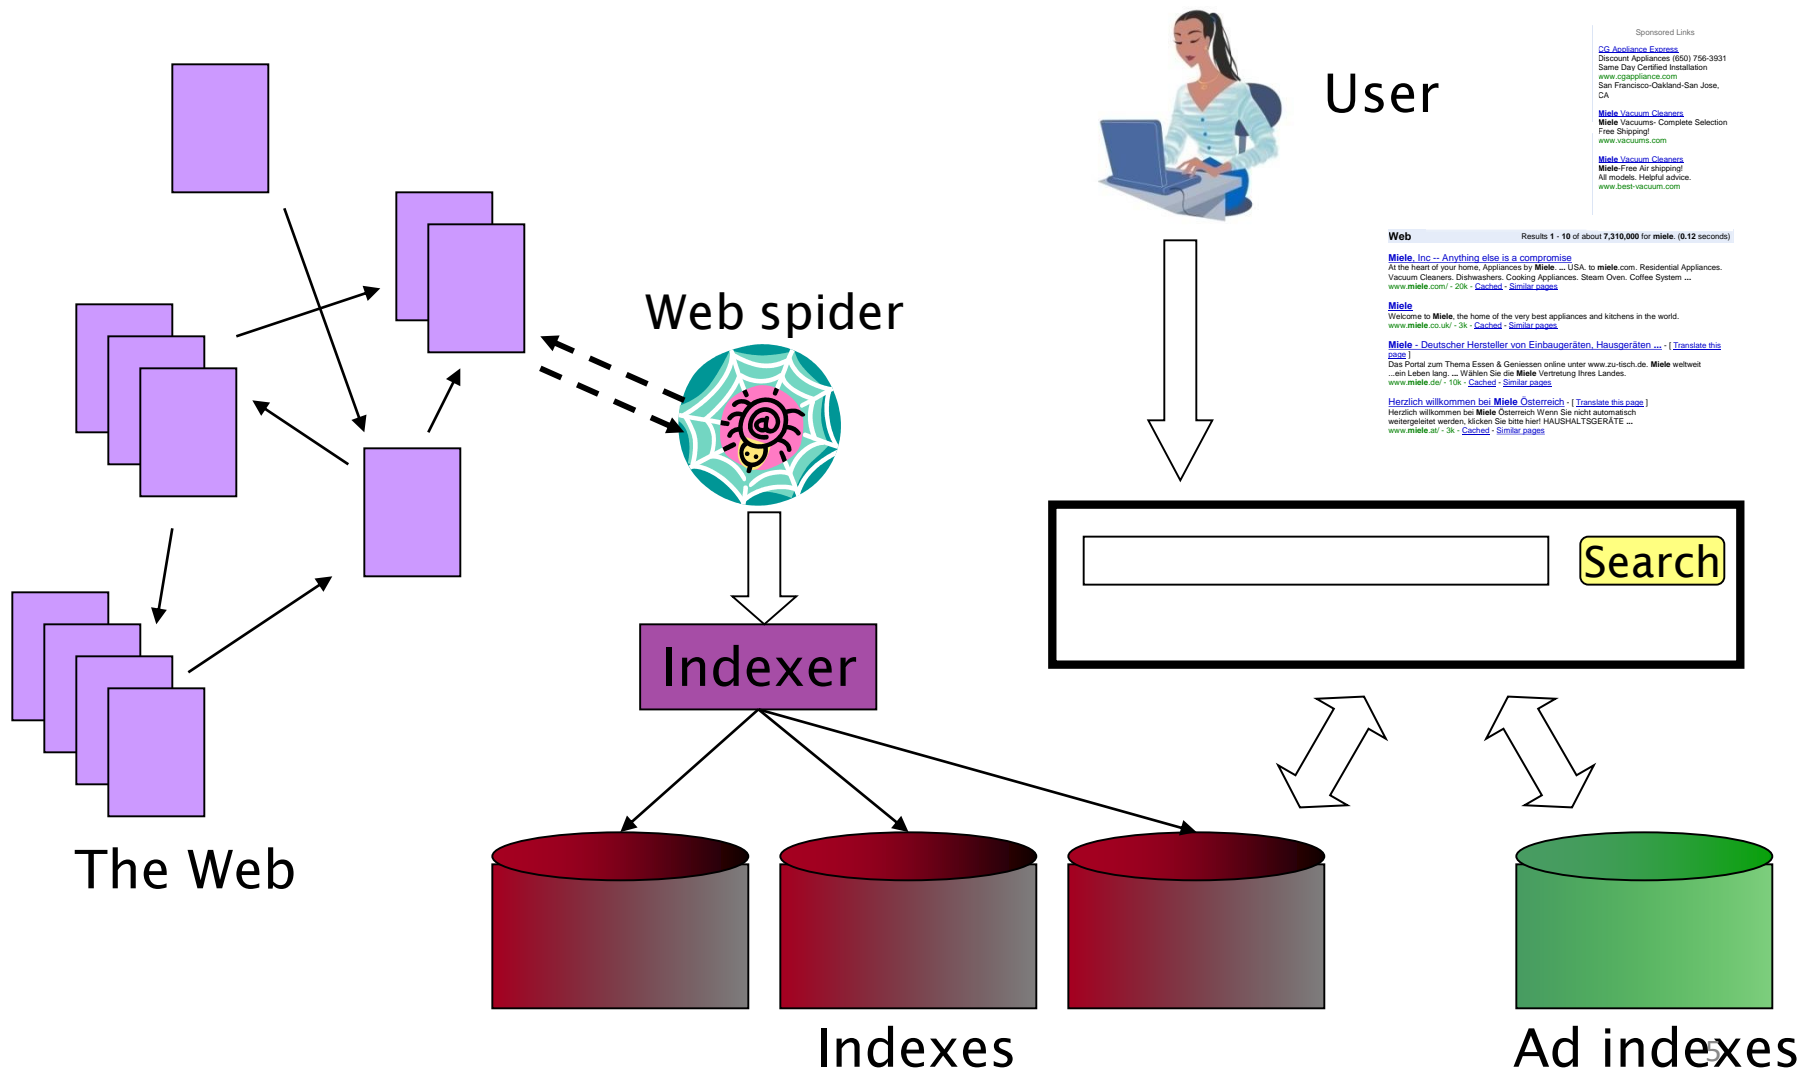 User
Sponsored Links
CG Appliance Express
Discount Appliances (650) 756-3931
Same Day Certified Installation
www.cgappliance.com
San Francisco-Oakland-San Jose,
CA
Miele Vacuum Cleaners
Miele Vacuums- Complete Selection
Free Shipping!
www.vacuums.com
Miele Vacuum Cleaners
Miele-Free Air shipping!
All models. Helpful advice.
www.best-vacuum.com
Web Results 1 - 10 of about 7,310,000 for miele. (0.12 seconds)
Miele, Inc -- Anything else is a compromise
At the heart of your home, Appliances by Miele. ... USA. to miele.com. Residential Appliances.
Vacuum Cleaners. Dishwashers. Cooking Appliances. Steam Oven. Coffee System ...
www.miele.com/ - 20k - Cached - Similar pages
Miele
Welcome to Miele, the home of the very best appliances and kitchens in the world.
www.miele.co.uk/ - 3k - Cached - Similar pages
Miele - Deutscher Hersteller von Einbaugeräten, Hausgeräten ... - [ Translate this
page ]
Das Portal zum Thema Essen & Geniessen online unter www.zu-tisch.de. Miele weltweit
...ein Leben lang. ... Wählen Sie die Miele Vertretung Ihres Landes.
www.miele.de/ - 10k - Cached - Similar pages
Herzlich willkommen bei Miele Österreich - [ Translate this page ]
Herzlich willkommen bei Miele Österreich Wenn Sie nicht automatisch
weitergeleitet werden, klicken Sie bitte hier! HAUSHALTSGERÄTE ...
www.miele.at/ - 3k - Cached - Similar pages
Web spider
@
Search
Indexer
The Web
Indexes
Ad indexes
5